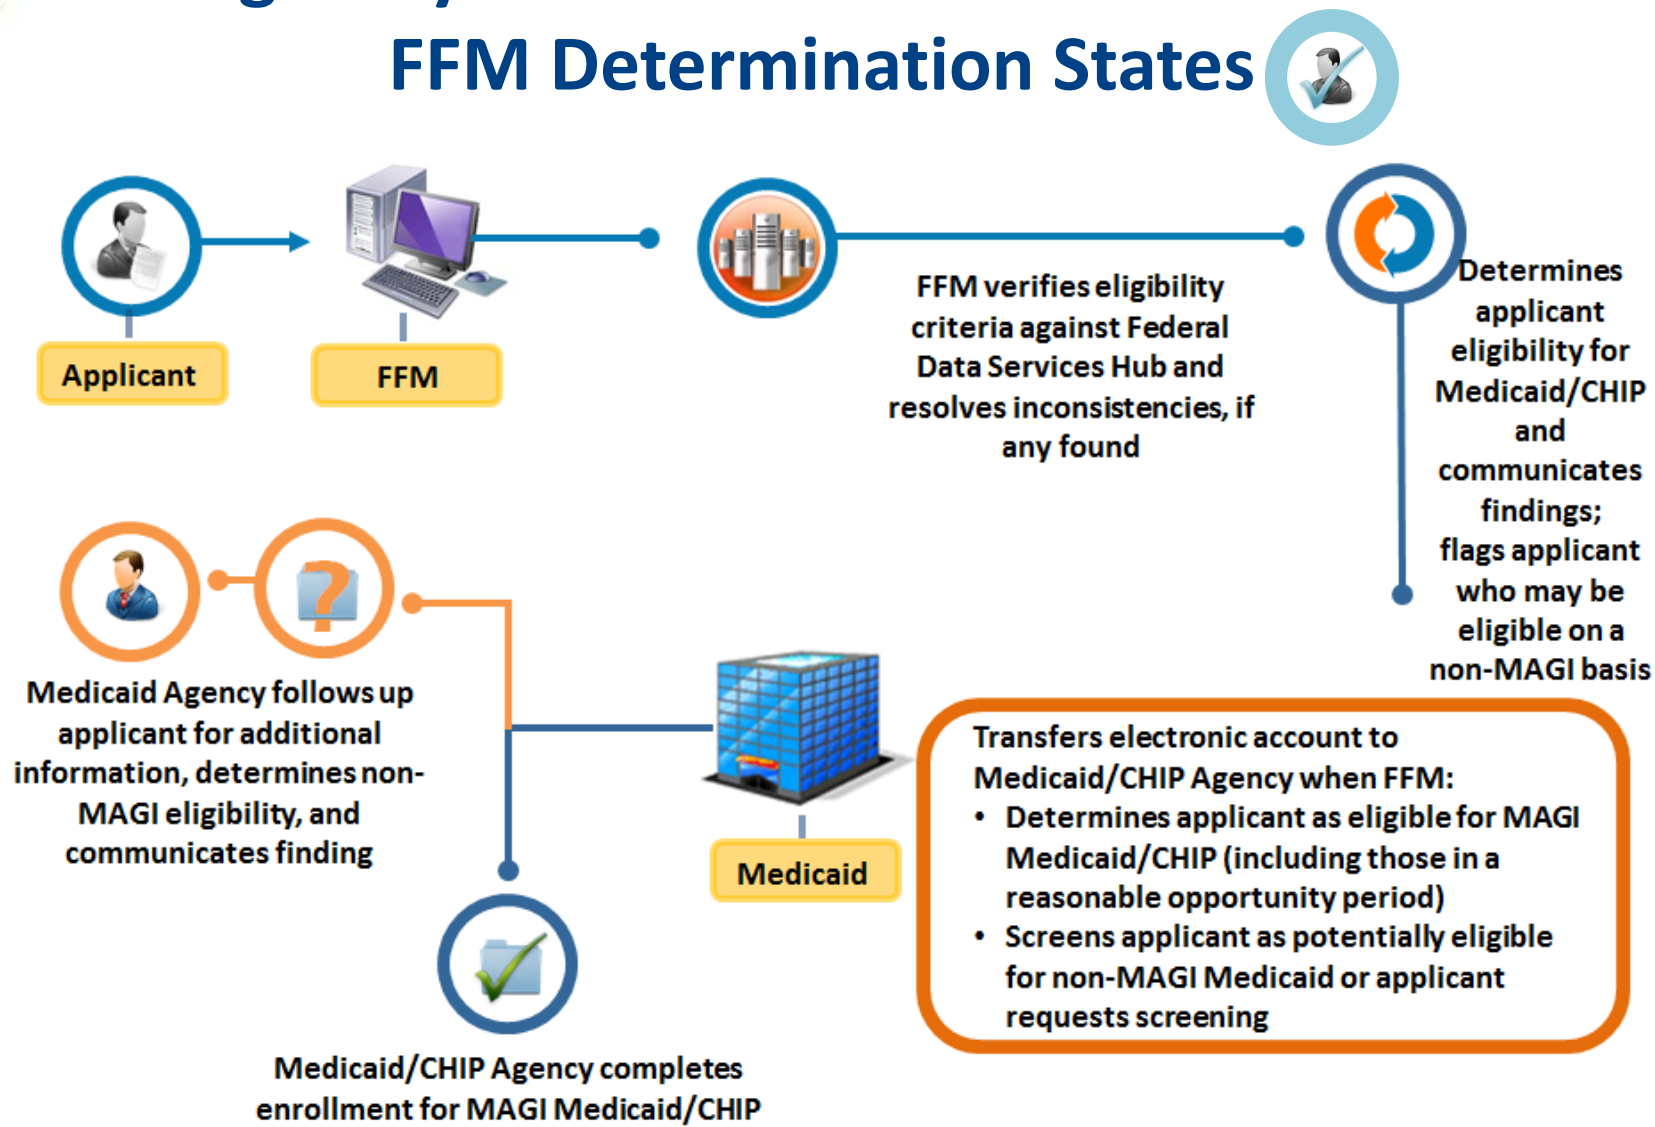 FFM Determination States
Applicant
FFM
FFM verifies eligibility
criteria against Federal
Data Services Hub and
resolves inconsistencies, if
any found
Determines
applicant
eligibility for
Medicaid/CHIP
and
communicates
findings;
flags applicant
who may be
eligible on a
non-MAGI basis
Medicaid Agency follows up
applicant for additional
information, determines non-
MAGI eligibility, and
communicates finding
Medicaid
Transfers electronic account to
Medicaid/CHIP Agency when FFM:
• Determines applicant as eligible for MAGI
Medicaid/CHIP (including those in a
reasonable opportunity period)
• Screens applicant as potentially eligible
for non-MAGI Medicaid or applicant
requests screening
Medicaid/CHIP Agency completes
enrollment for MAGI Medicaid/CHIP